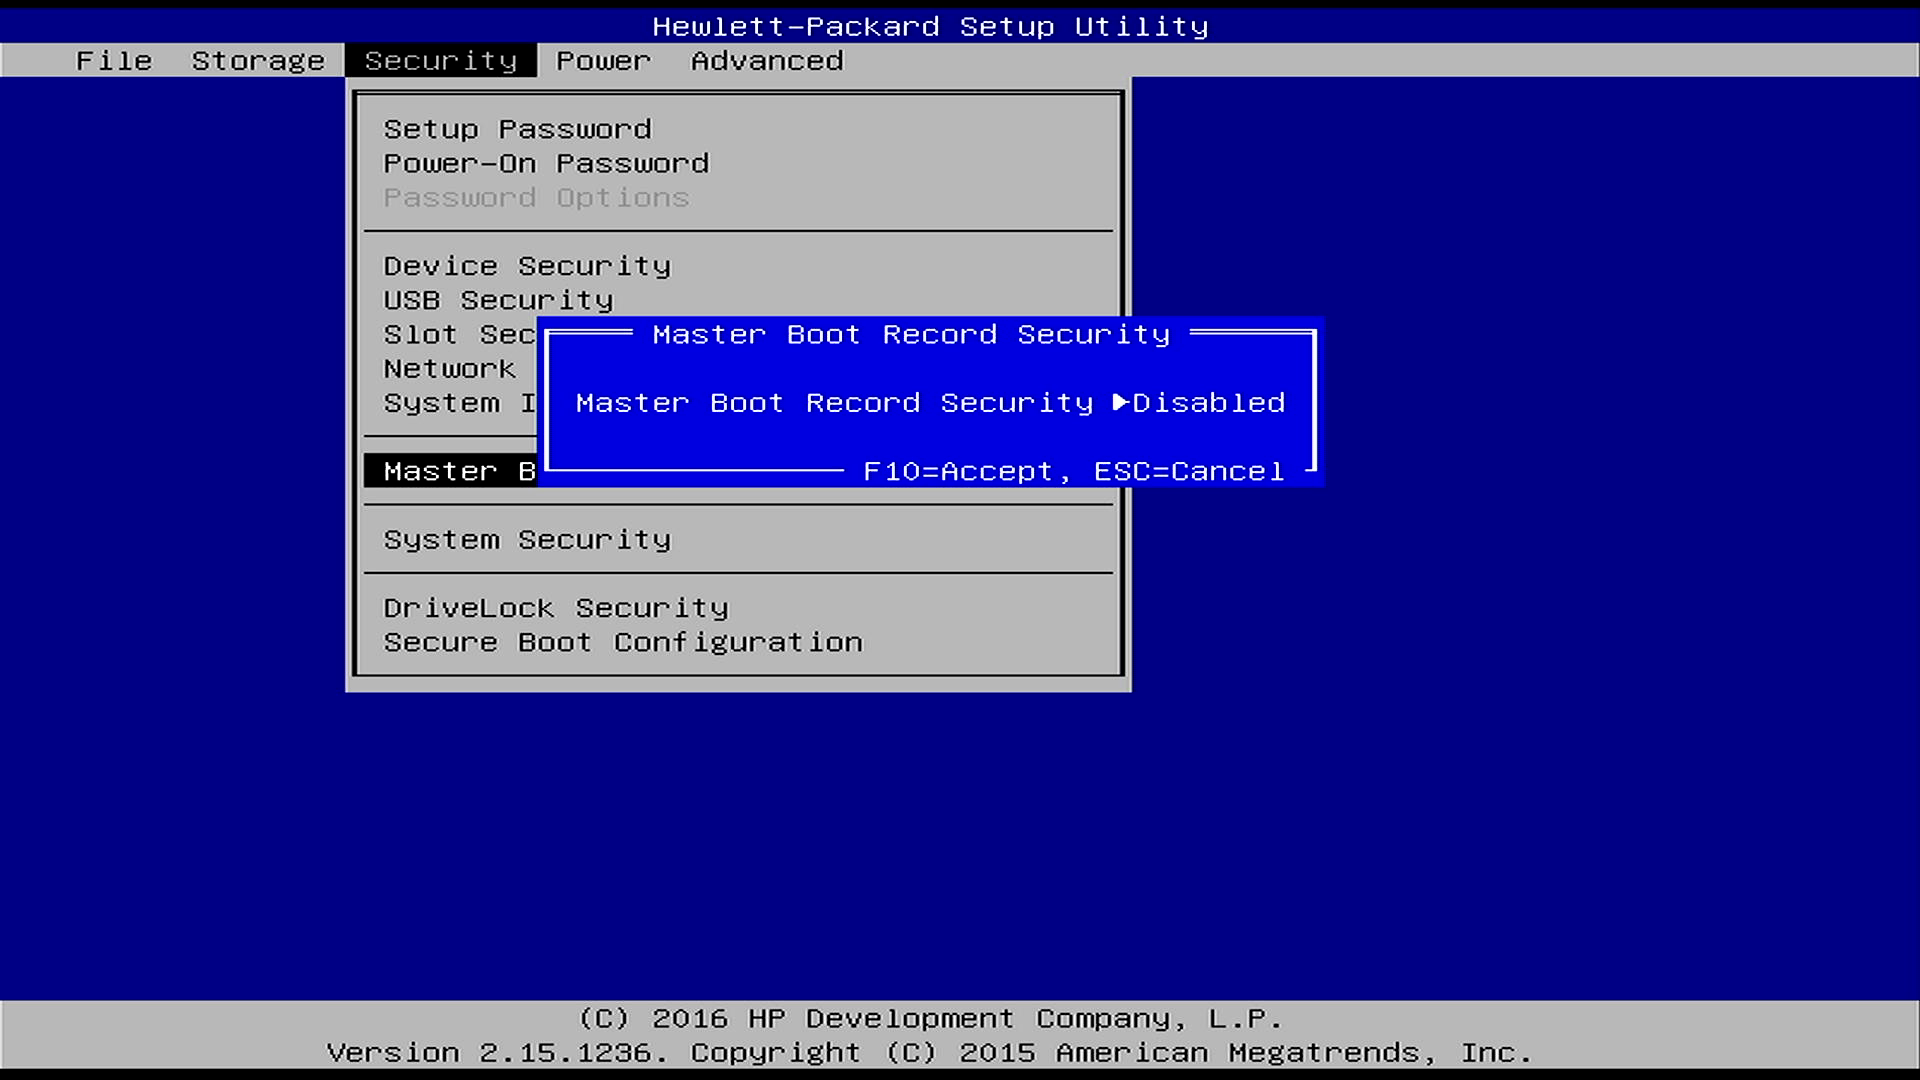 Hewlett-Packard Setup Utility
File Storage Security Power Advanced
Setup Password
Power-On Password
Password Options
Device Security
USB Security
Slot Sec
Network
System I
Master B
Master Boot Record Security
Master Boot Record Security ▶Disabled
F10=Accept, ESC=Cancel
System Security
DriveLock Security
Secure Boot Configuration
(C) 2016 HP Development Company, L.P.
Version 2.15.1236. Copyright (C) 2015 American Megatrends, Inc.